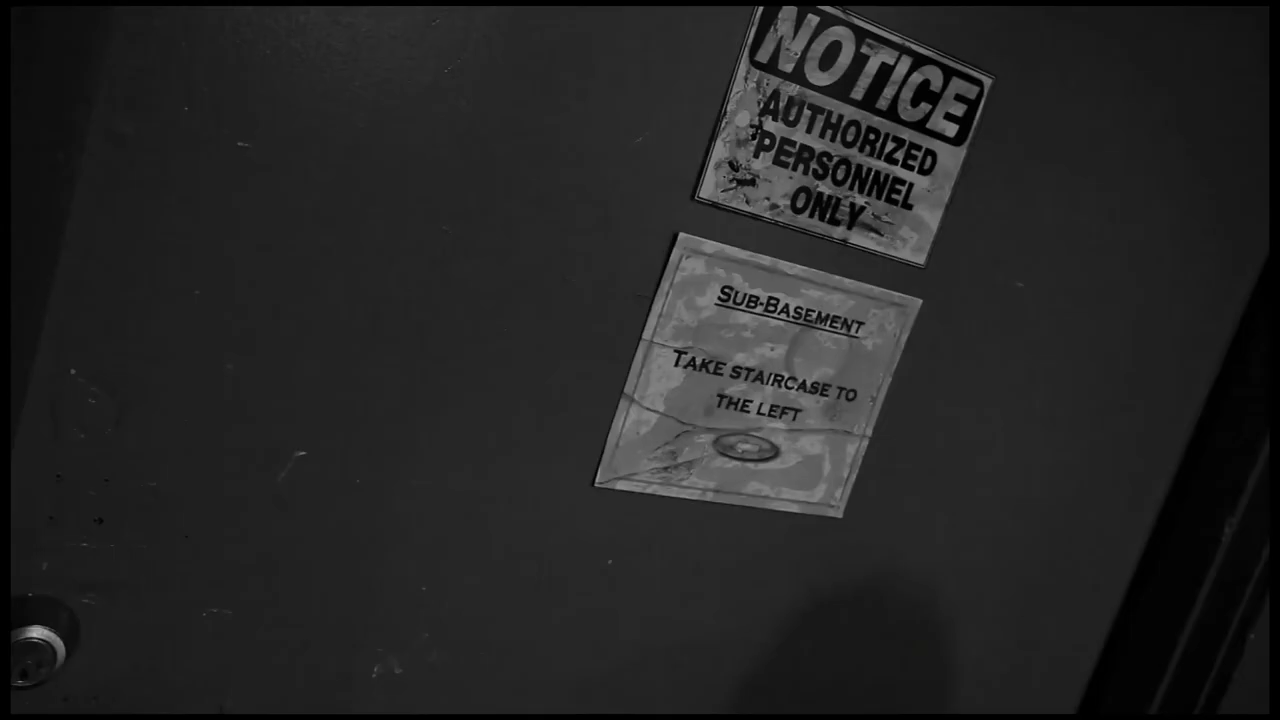 NOTICE
AUTHORIZED
PERSONNEL
ONLY
SUB-BASEMENT
TAKE STAIRCASE TO
THE LEFT